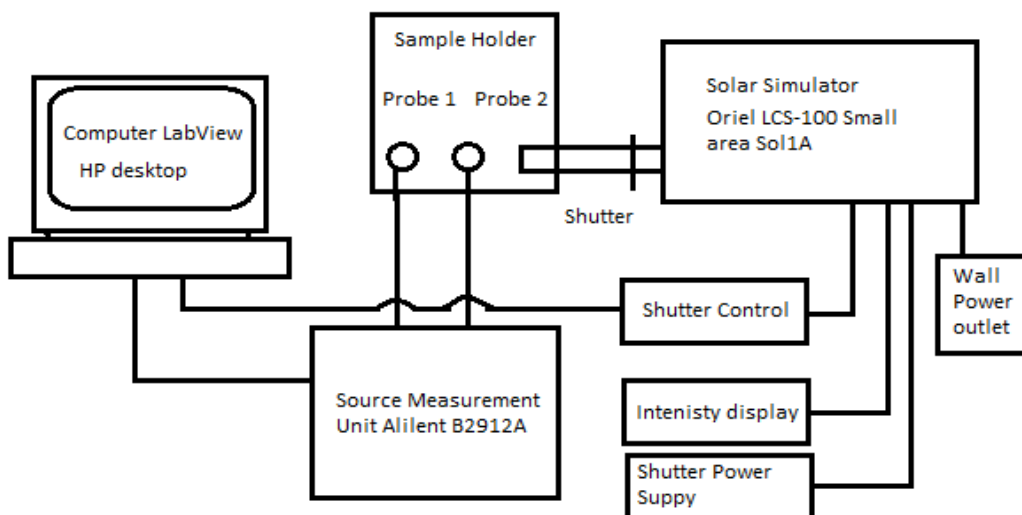 Sample Holder
Probe 1 Probe 2
Computer LabView
HP desktop
Solar Simulator
Oriel LCS-100 Small
area Sol1A
Shutter
Shutter Control
Wall
Power
outlet
Source Measurement
Unit Alilent B2912A
Intenisty display
Shutter Power
Suppy